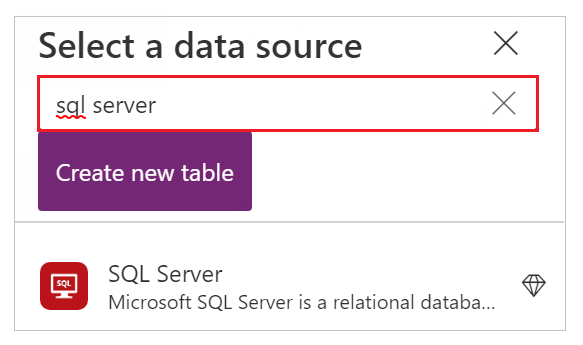 Select a data source
sql server
Create new table
SQL
SQL Server
Microsoft SQL Server is a relational databa...